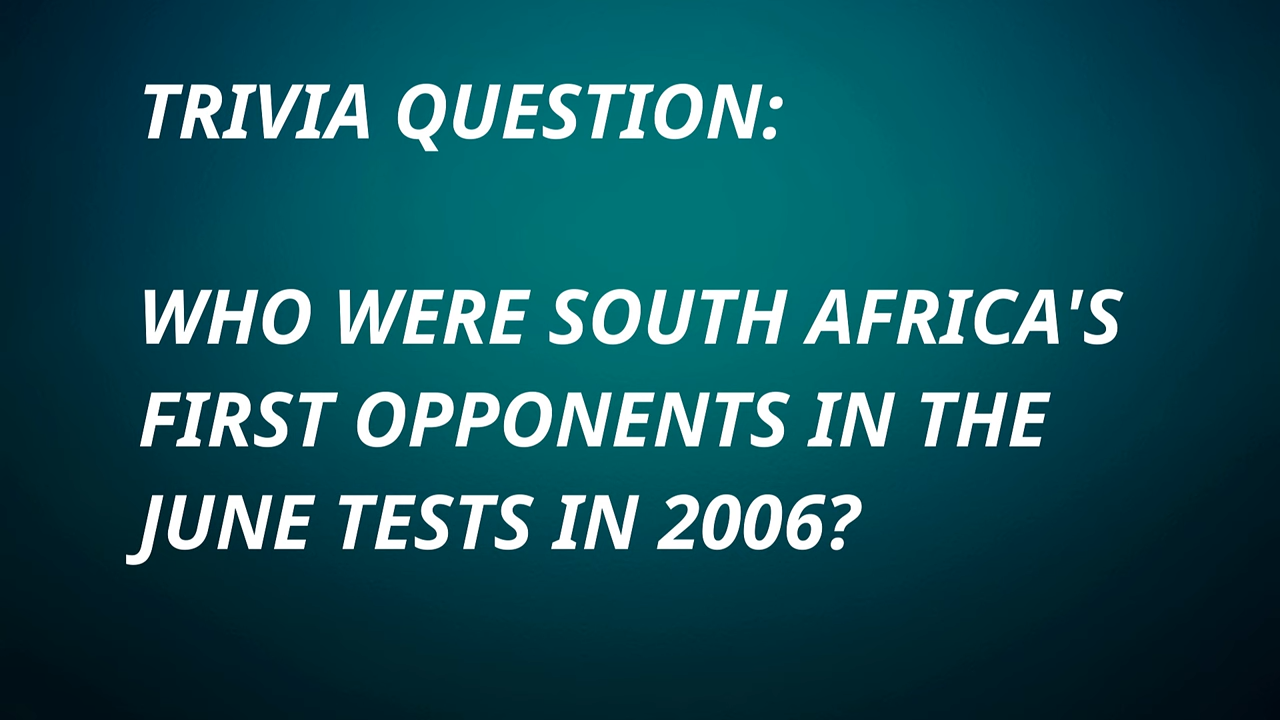 TRIVIA QUESTION:
WHO WERE SOUTH AFRICA'S
FIRST OPPONENTS IN THE
JUNE TESTS IN 2006?